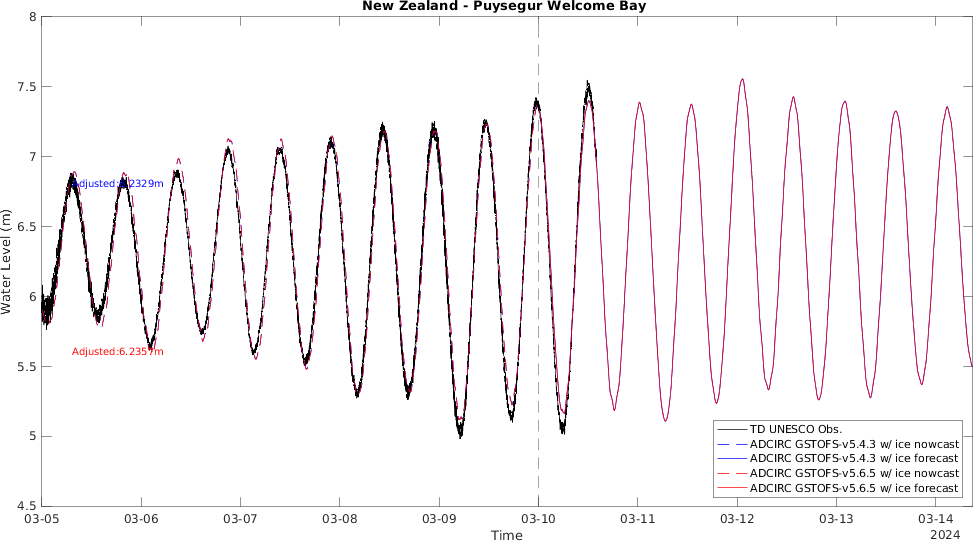 New Zealand - Puysegur Welcome Bay
8
7.5
7
6.5
6
5.5
5
4.5
Water Level (m)
Adjusted:6.2329m
Adjusted:6.2357m
TD UNESCO Obs.
ADCIRC GSTOFS-v5.4.3 w/ ice nowcast
ADCIRC GSTOFS-v5.4.3 w/ ice forecast
ADCIRC GSTOFS-v5.6.5 w/ ice nowcast
ADCIRC GSTOFS-v5.6.5 w/ ice forecast
03-05 03-06 03-07 03-08 03-09 03-10 03-11 03-12 03-13 03-14
Time
2024